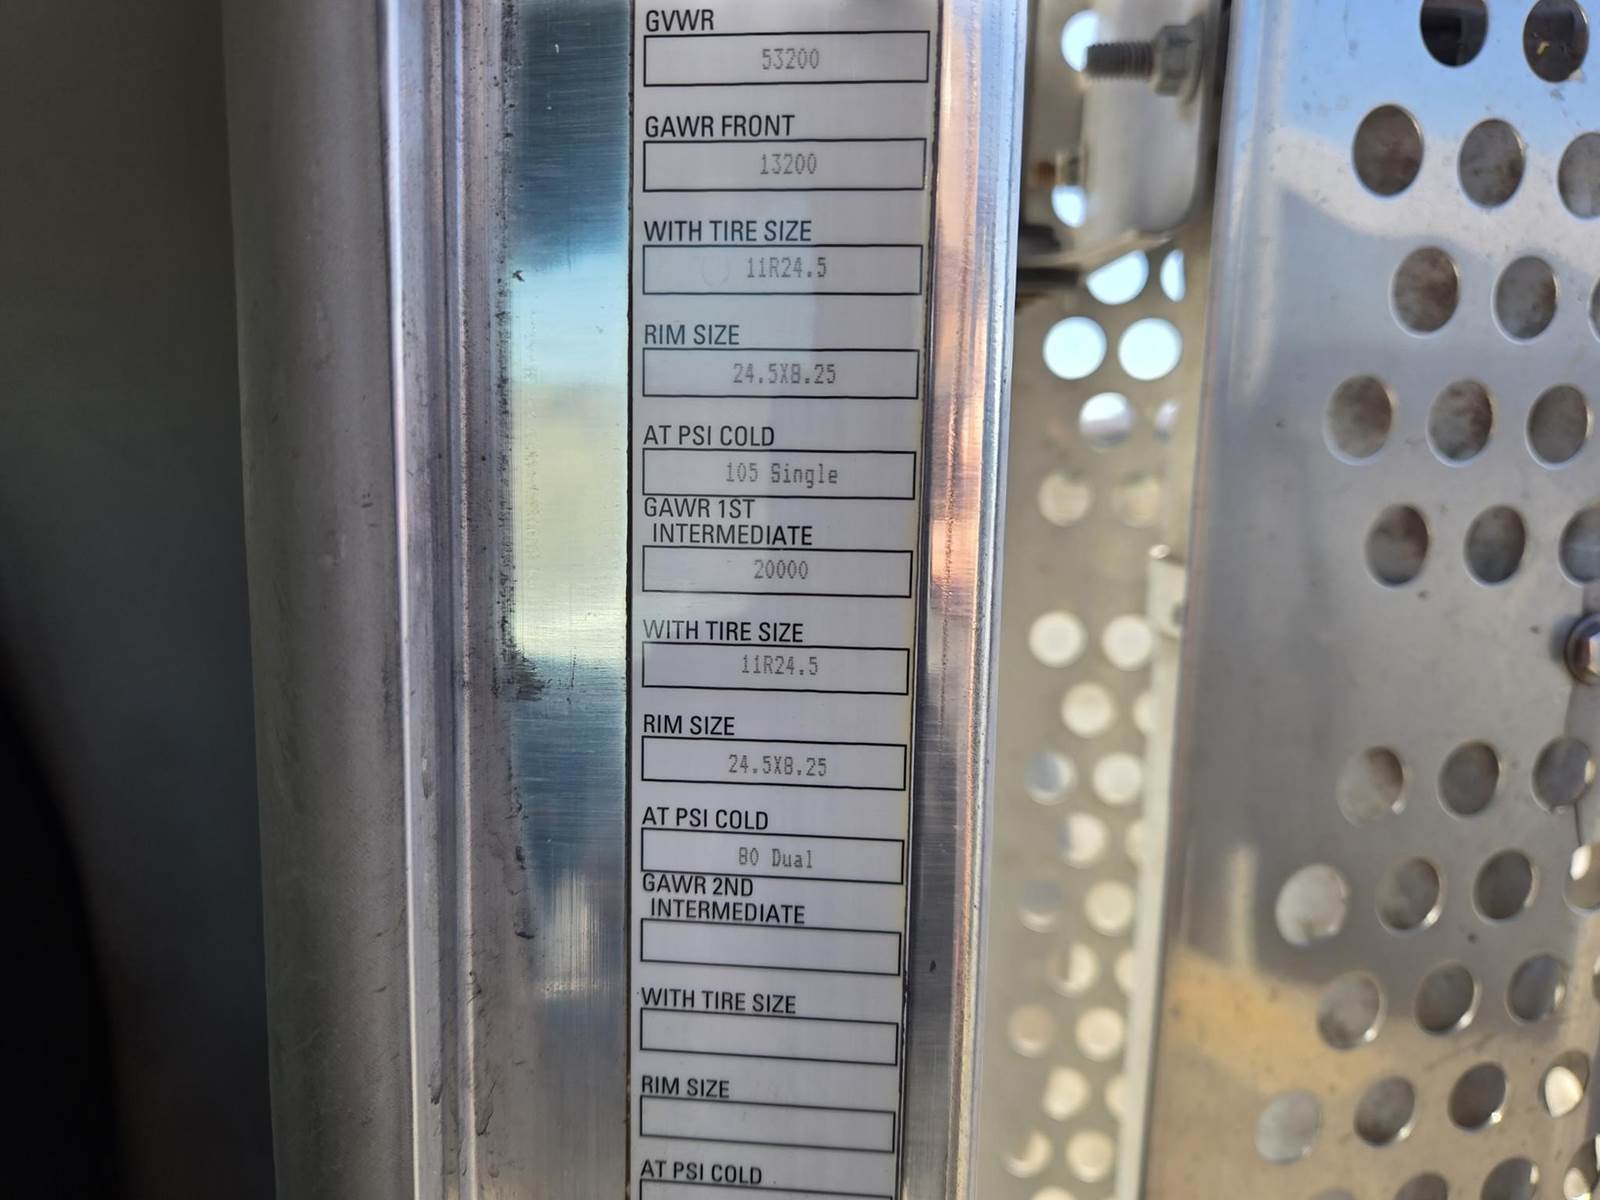 GVWR
53200
GAWR FRONT
13200
WITH TIRE SIZE
11R24.5
RIM SIZE
24.5X8.25
AT PSI COLD
105 Single
GAWR 1ST
INTERMEDIATE
20000
WITH TIRE SIZE
11R24.5
RIM SIZE
24.5X8.25
AT PSI COLD
80 Dual
GAWR 2ND
INTERMEDIATE
WITH TIRE SIZE
RIM SIZE
AT PSI COLD